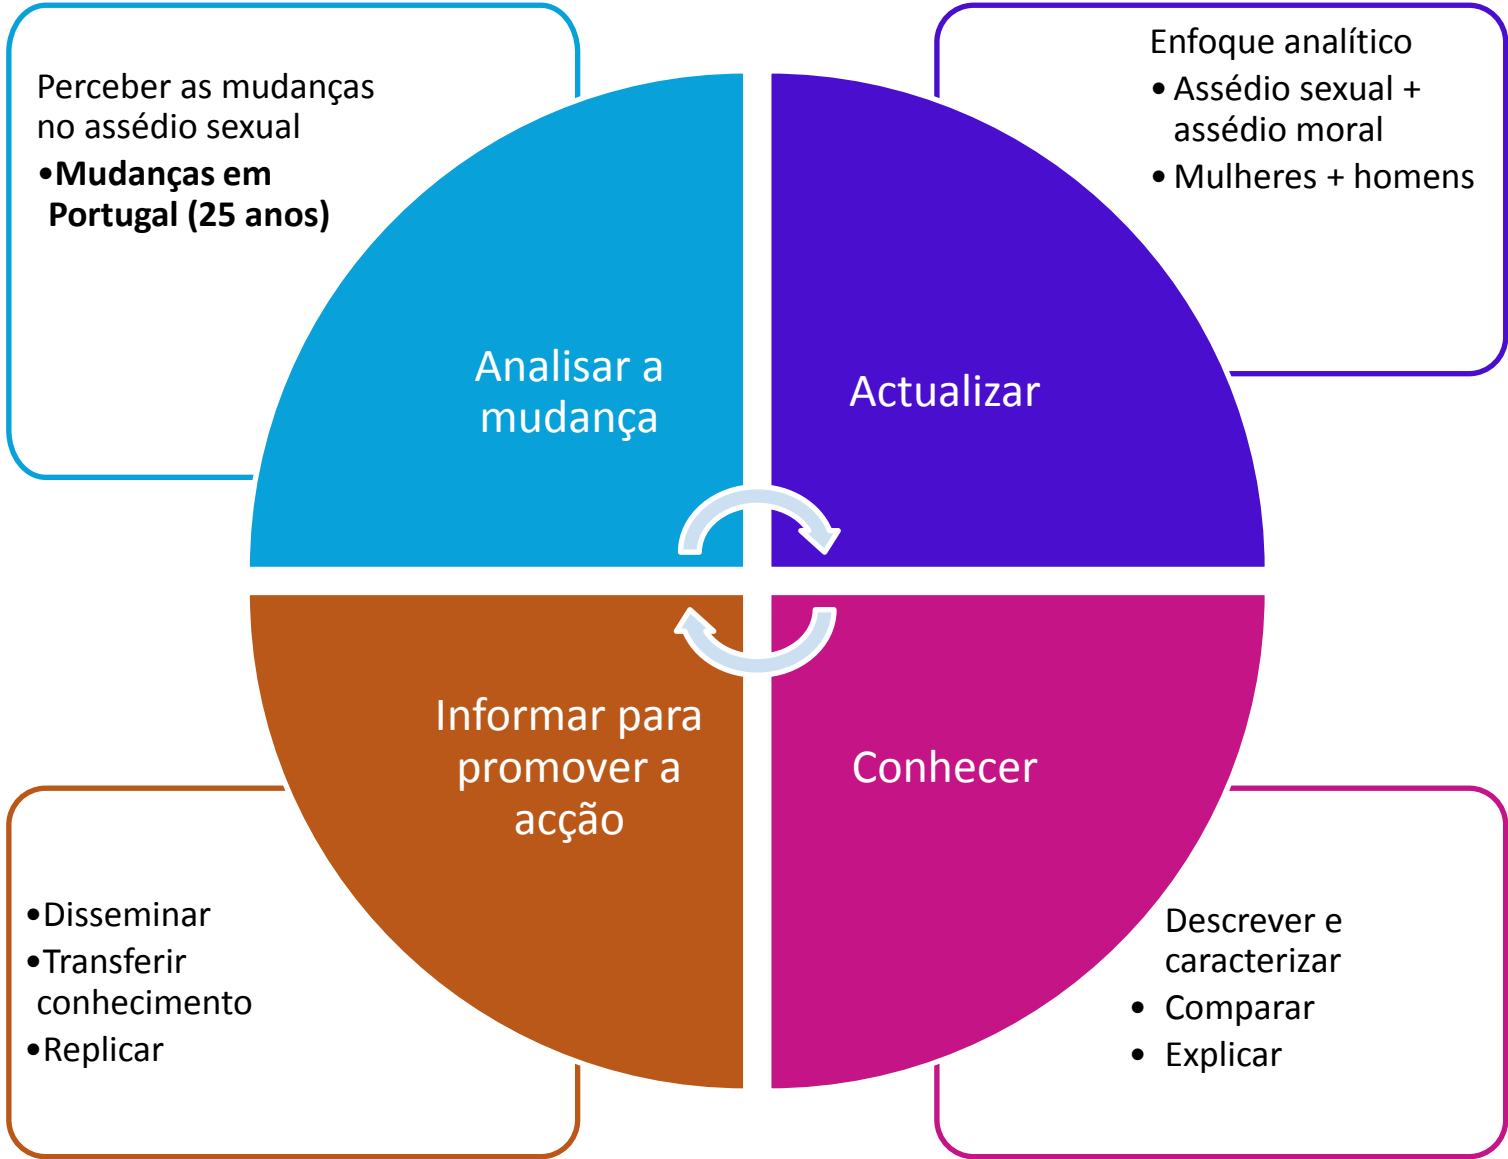 Perceber as mudanças
no assédio sexual
•Mudanças em
Portugal (25 anos)
Enfoque analítico
• Assédio sexual +
assédio moral
• Mulheres + homens
Analisar a
mudança
Actualizar
Informar para
promover a
acção
Conhecer
•Disseminar
•Transferir
conhecimento
•Replicar
Descrever e
caracterizar
• Comparar
• Explicar